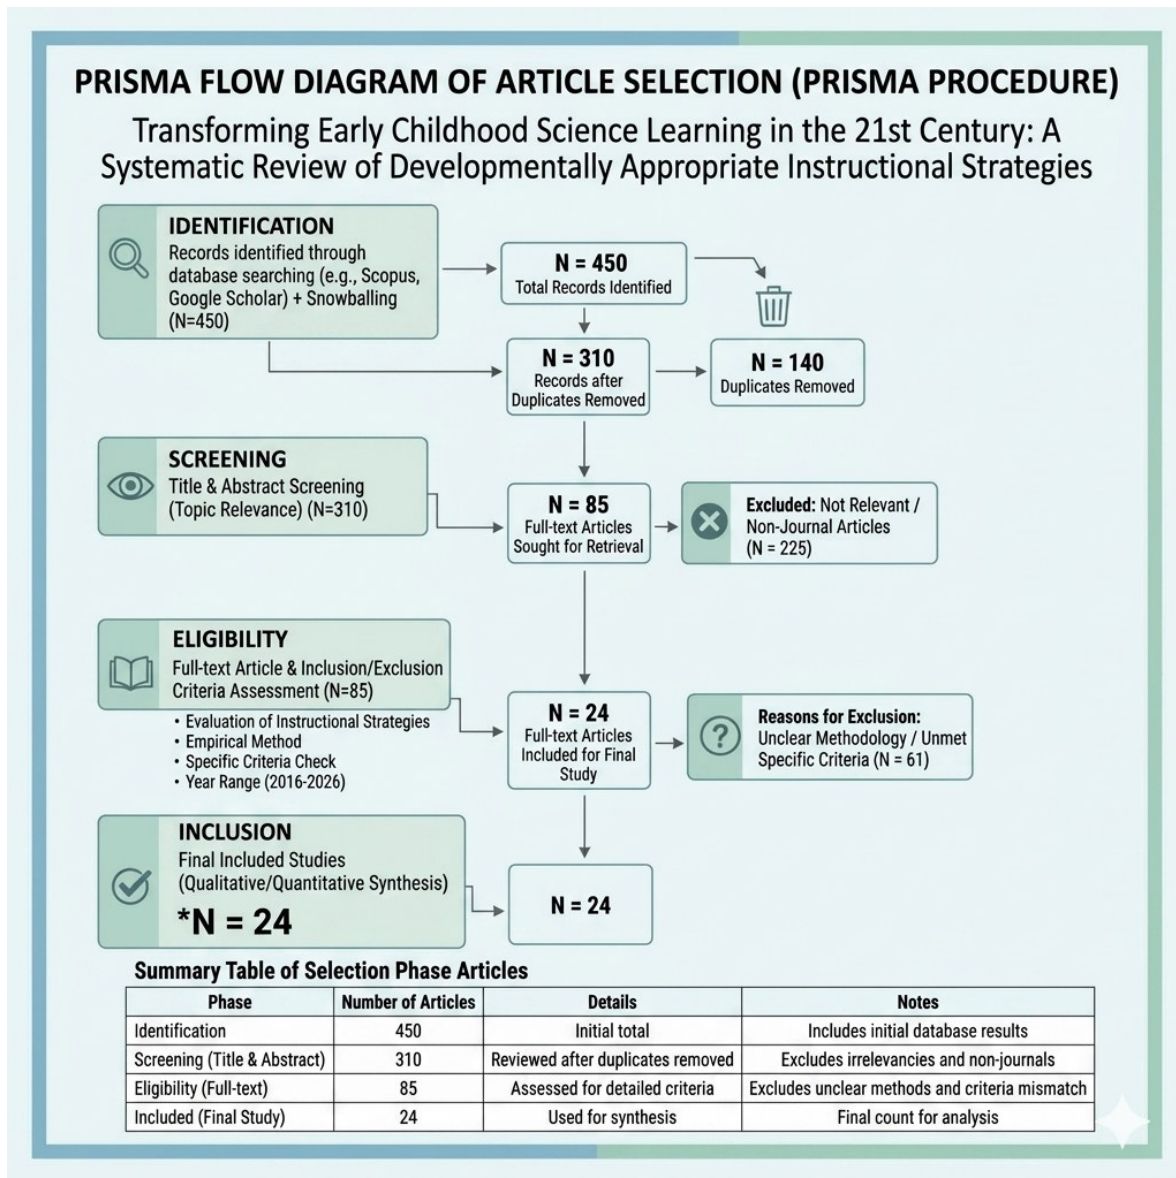 PRISMA FLOW DIAGRAM OF ARTICLE SELECTION (PRISMA PROCEDURE)
Transforming Early Childhood Science Learning in the 21st Century: A
Systematic Review of Developmentally Appropriate Instructional Strategies
IDENTIFICATION
Records identified through
database searching (e.g., Scopus,
Google Scholar) + Snowballing
(N=450)
N = 450
Total Records Identified
N = 310
Records after
Duplicates Removed
N = 140
Duplicates Removed
SCREENING
Title & Abstract Screening
(Topic Relevance) (N=310)
N = 85
Full-text Articles
Sought for Retrieval
Excluded: Not Relevant /
Non-Journal Articles
(N = 225)
ELIGIBILITY
Full-text Article & Inclusion/Exclusion
Criteria Assessment (N=85)
• Evaluation of Instructional Strategies
• Empirical Method
• Specific Criteria Check
• Year Range (2016-2026)
N = 24
Full-text Articles
Included for Final
Study
Reasons for Exclusion:
Unclear Methodology / Unmet
Specific Criteria (N = 61)
INCLUSION
Final Included Studies
(Qualitative/Quantitative Synthesis)
*N = 24
N = 24
Summary Table of Selection Phase Articles
Phase Number of Articles Details Notes
Identification 450 Initial total Includes initial database results
Screening (Title & Abstract) 310 Reviewed after duplicates removed Excludes irrelevancies and non-journals
Eligibility (Full-text) 85 Assessed for detailed criteria Excludes unclear methods and criteria mismatch
Included (Final Study) 24 Used for synthesis Final count for analysis